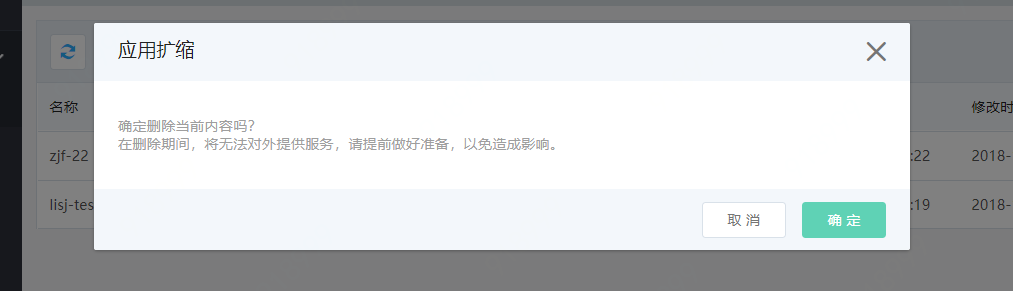 应用扩缩
名称
修改时
确定删除当前内容吗?
在删除期间，将无法对外提供服务，请提前做好准备，以免造成影响。
zjf-22
:22
2018-
lisj-tes
:19
2018-
取 消
确 定